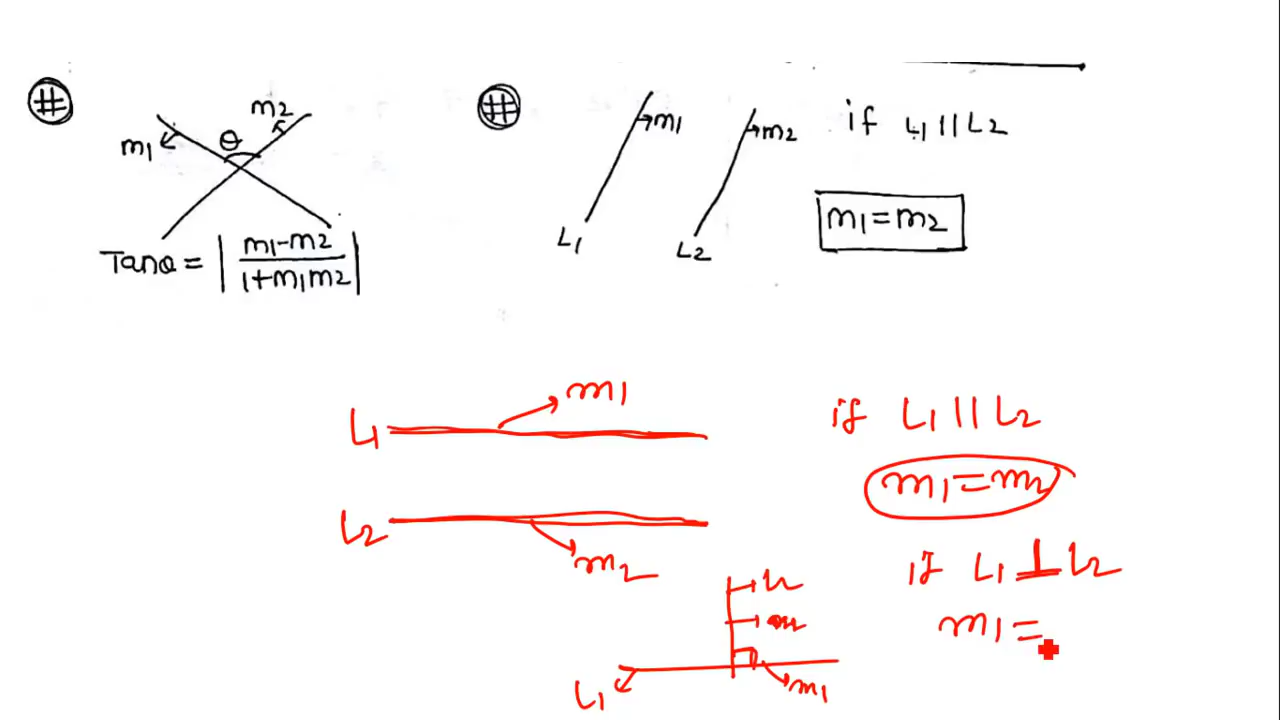 #
m1
θ
m2
Tanθ = | m1-m2 / 1+m1m2 |
#
m1
m2
L1
L2
if L1 || L2
m1=m2
L1
m1
L2
m2
if L1 || L2
m1=m2
if L1 ⊥ L2
m1=
L2
m2
L1
m1